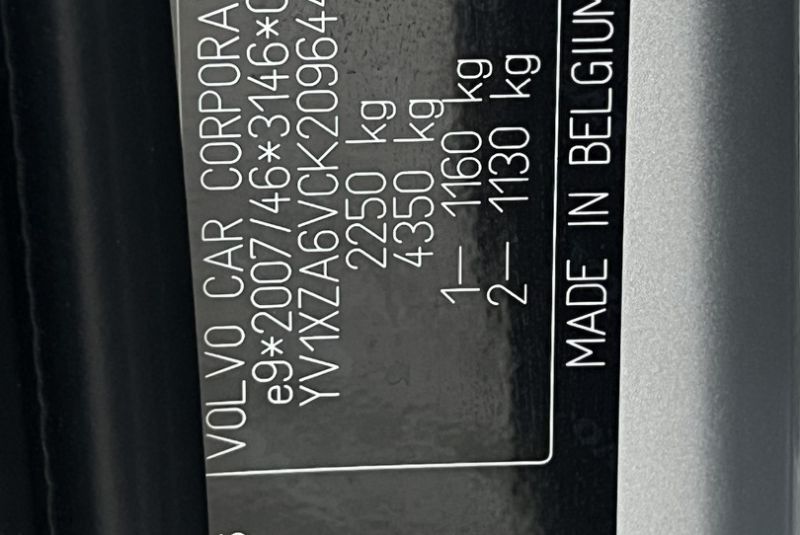 VOLVO CAR CORPORA
e9*2007/46*3146*0
YV1XZA6VCK209644
2250 kg
4350 kg
1— 1160 kg
2— 1130 kg
MADE IN BELGIUM